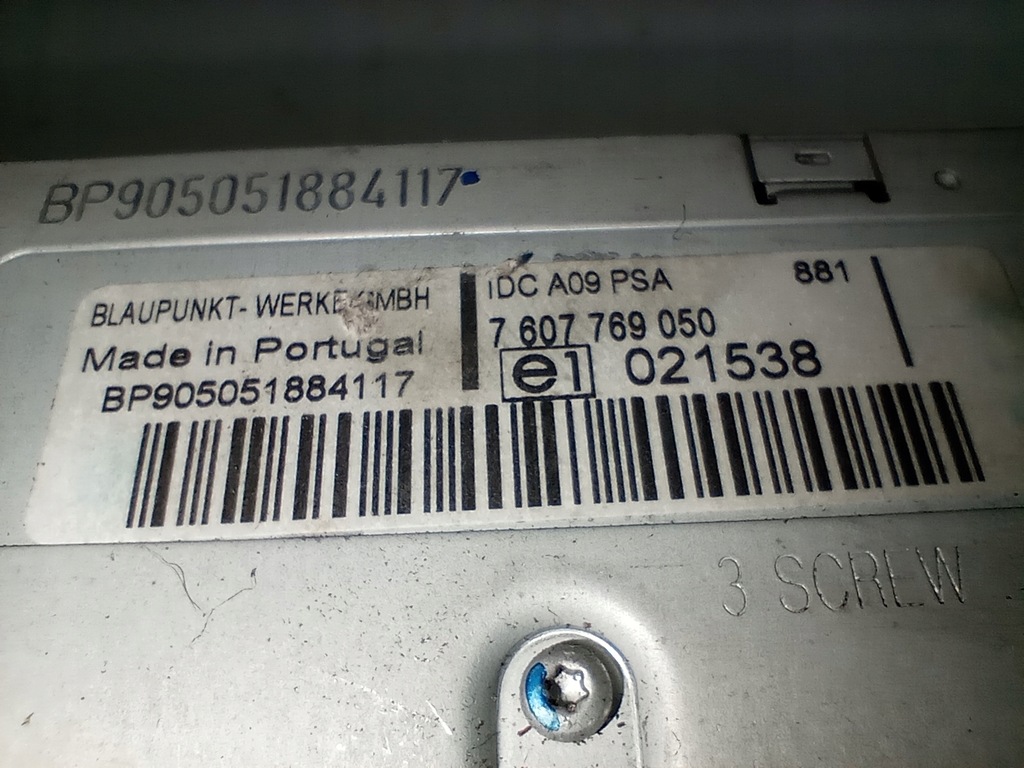 BP905051884117
BLAUPUNKT-WERKE GMBH
Made in Portugal
BP905051884117
IDC A09 PSA 881
7 607 769 050
e1 021538
3 SCREW